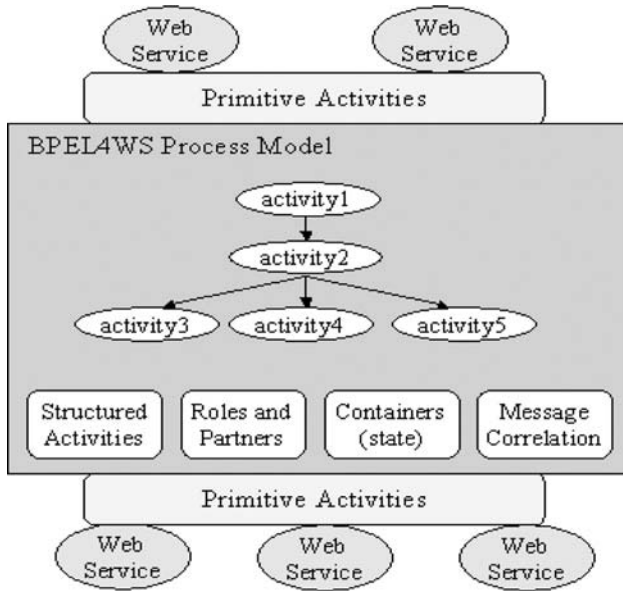 Web
Service
Web
Service
Primitive Activities
BPEL4WS Process Model
activity1
activity2
activity3
activity4
activity5
Structured
Activities
Roles and
Partners
Containers
(state)
Message
Correlation
Primitive Activities
Web
Service
Web
Service
Web
Service